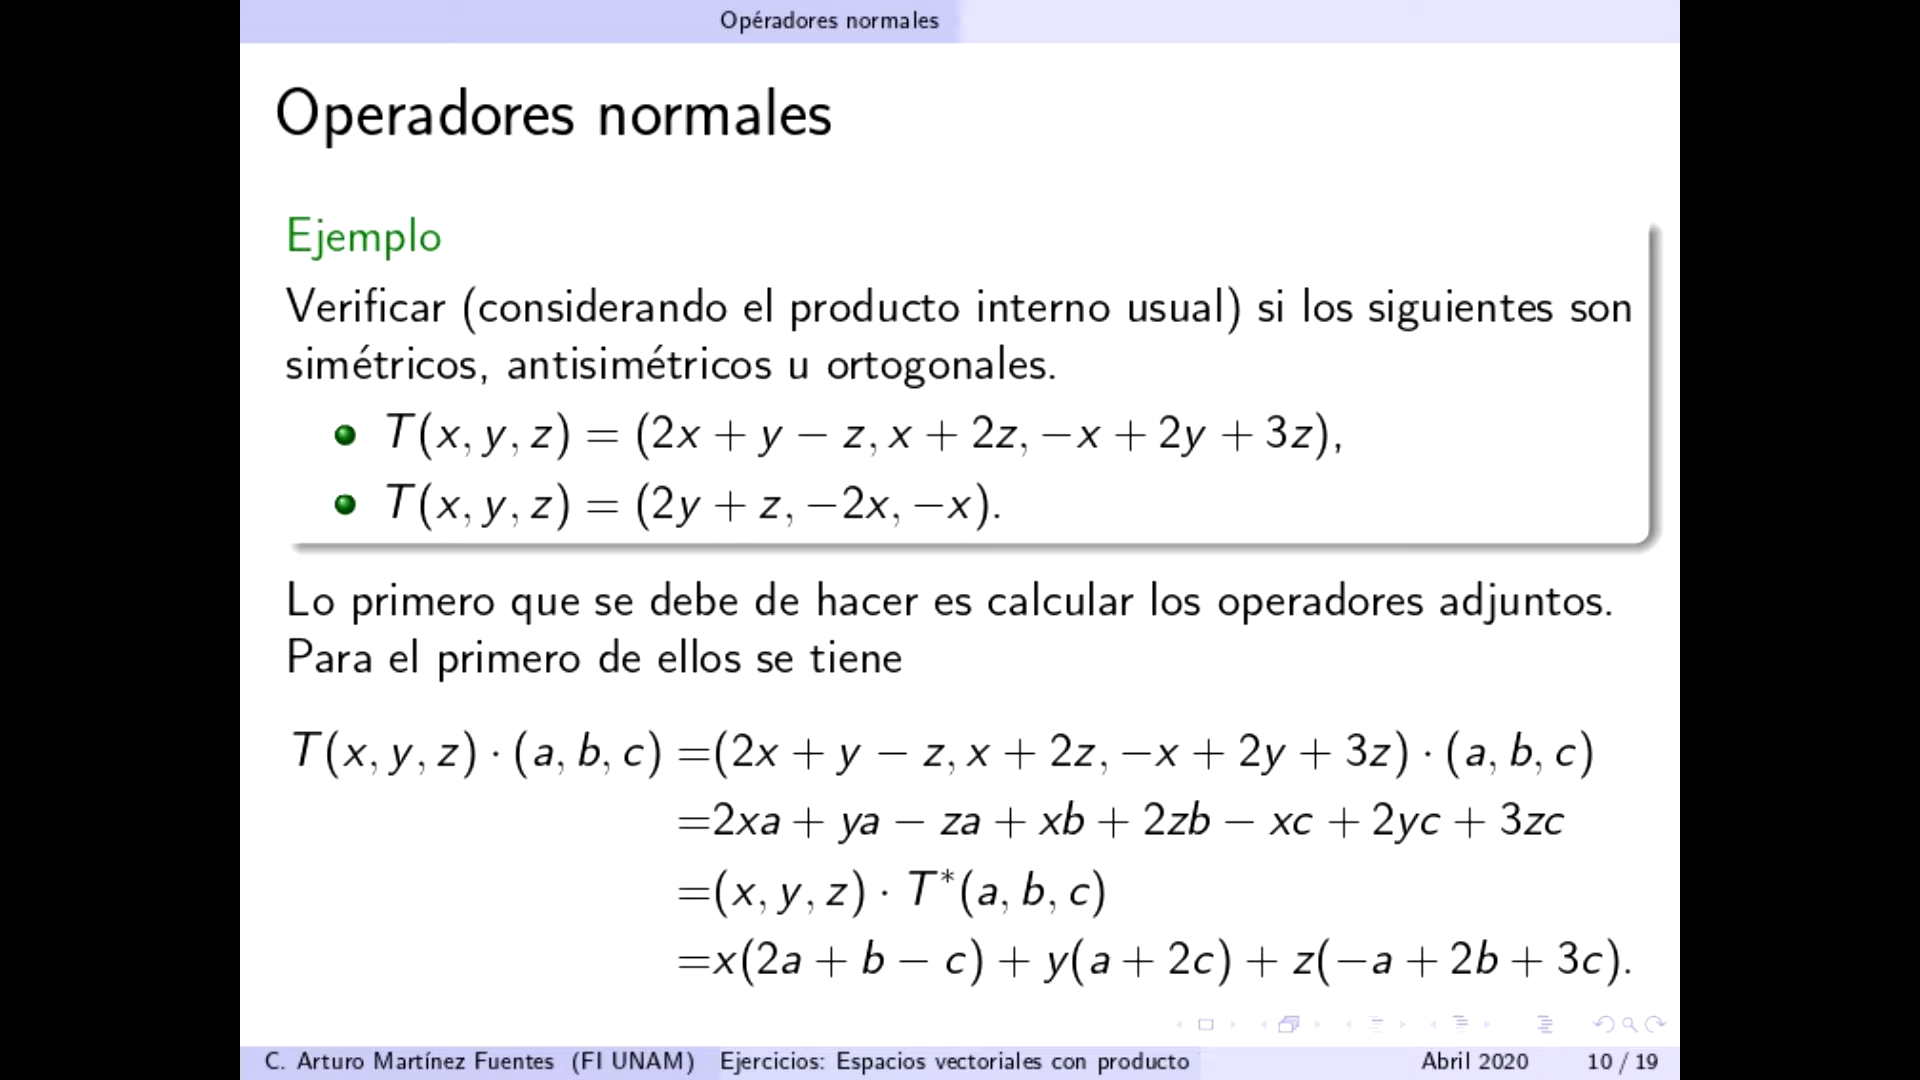 Opéradores normales
Operadores normales
Ejemplo
Verificar (considerando el producto interno usual) si los siguientes son
simétricos, antisimétricos u ortogonales.
T(x, y, z) = (2x + y − z, x + 2z, −x + 2y + 3z),
T(x, y, z) = (2y + z, −2x, −x).
Lo primero que se debe de hacer es calcular los operadores adjuntos.
Para el primero de ellos se tiene
T(x, y, z) · (a, b, c) =(2x + y − z, x + 2z, −x + 2y + 3z) · (a, b, c)
=2xa + ya − za + xb + 2zb − xc + 2yc + 3zc
=(x, y, z) · T*(a, b, c)
=x(2a + b − c) + y(a + 2c) + z(−a + 2b + 3c).
C. Arturo Martínez Fuentes (FI UNAM) Ejercicios: Espacios vectoriales con producto Abril 2020 10 / 19